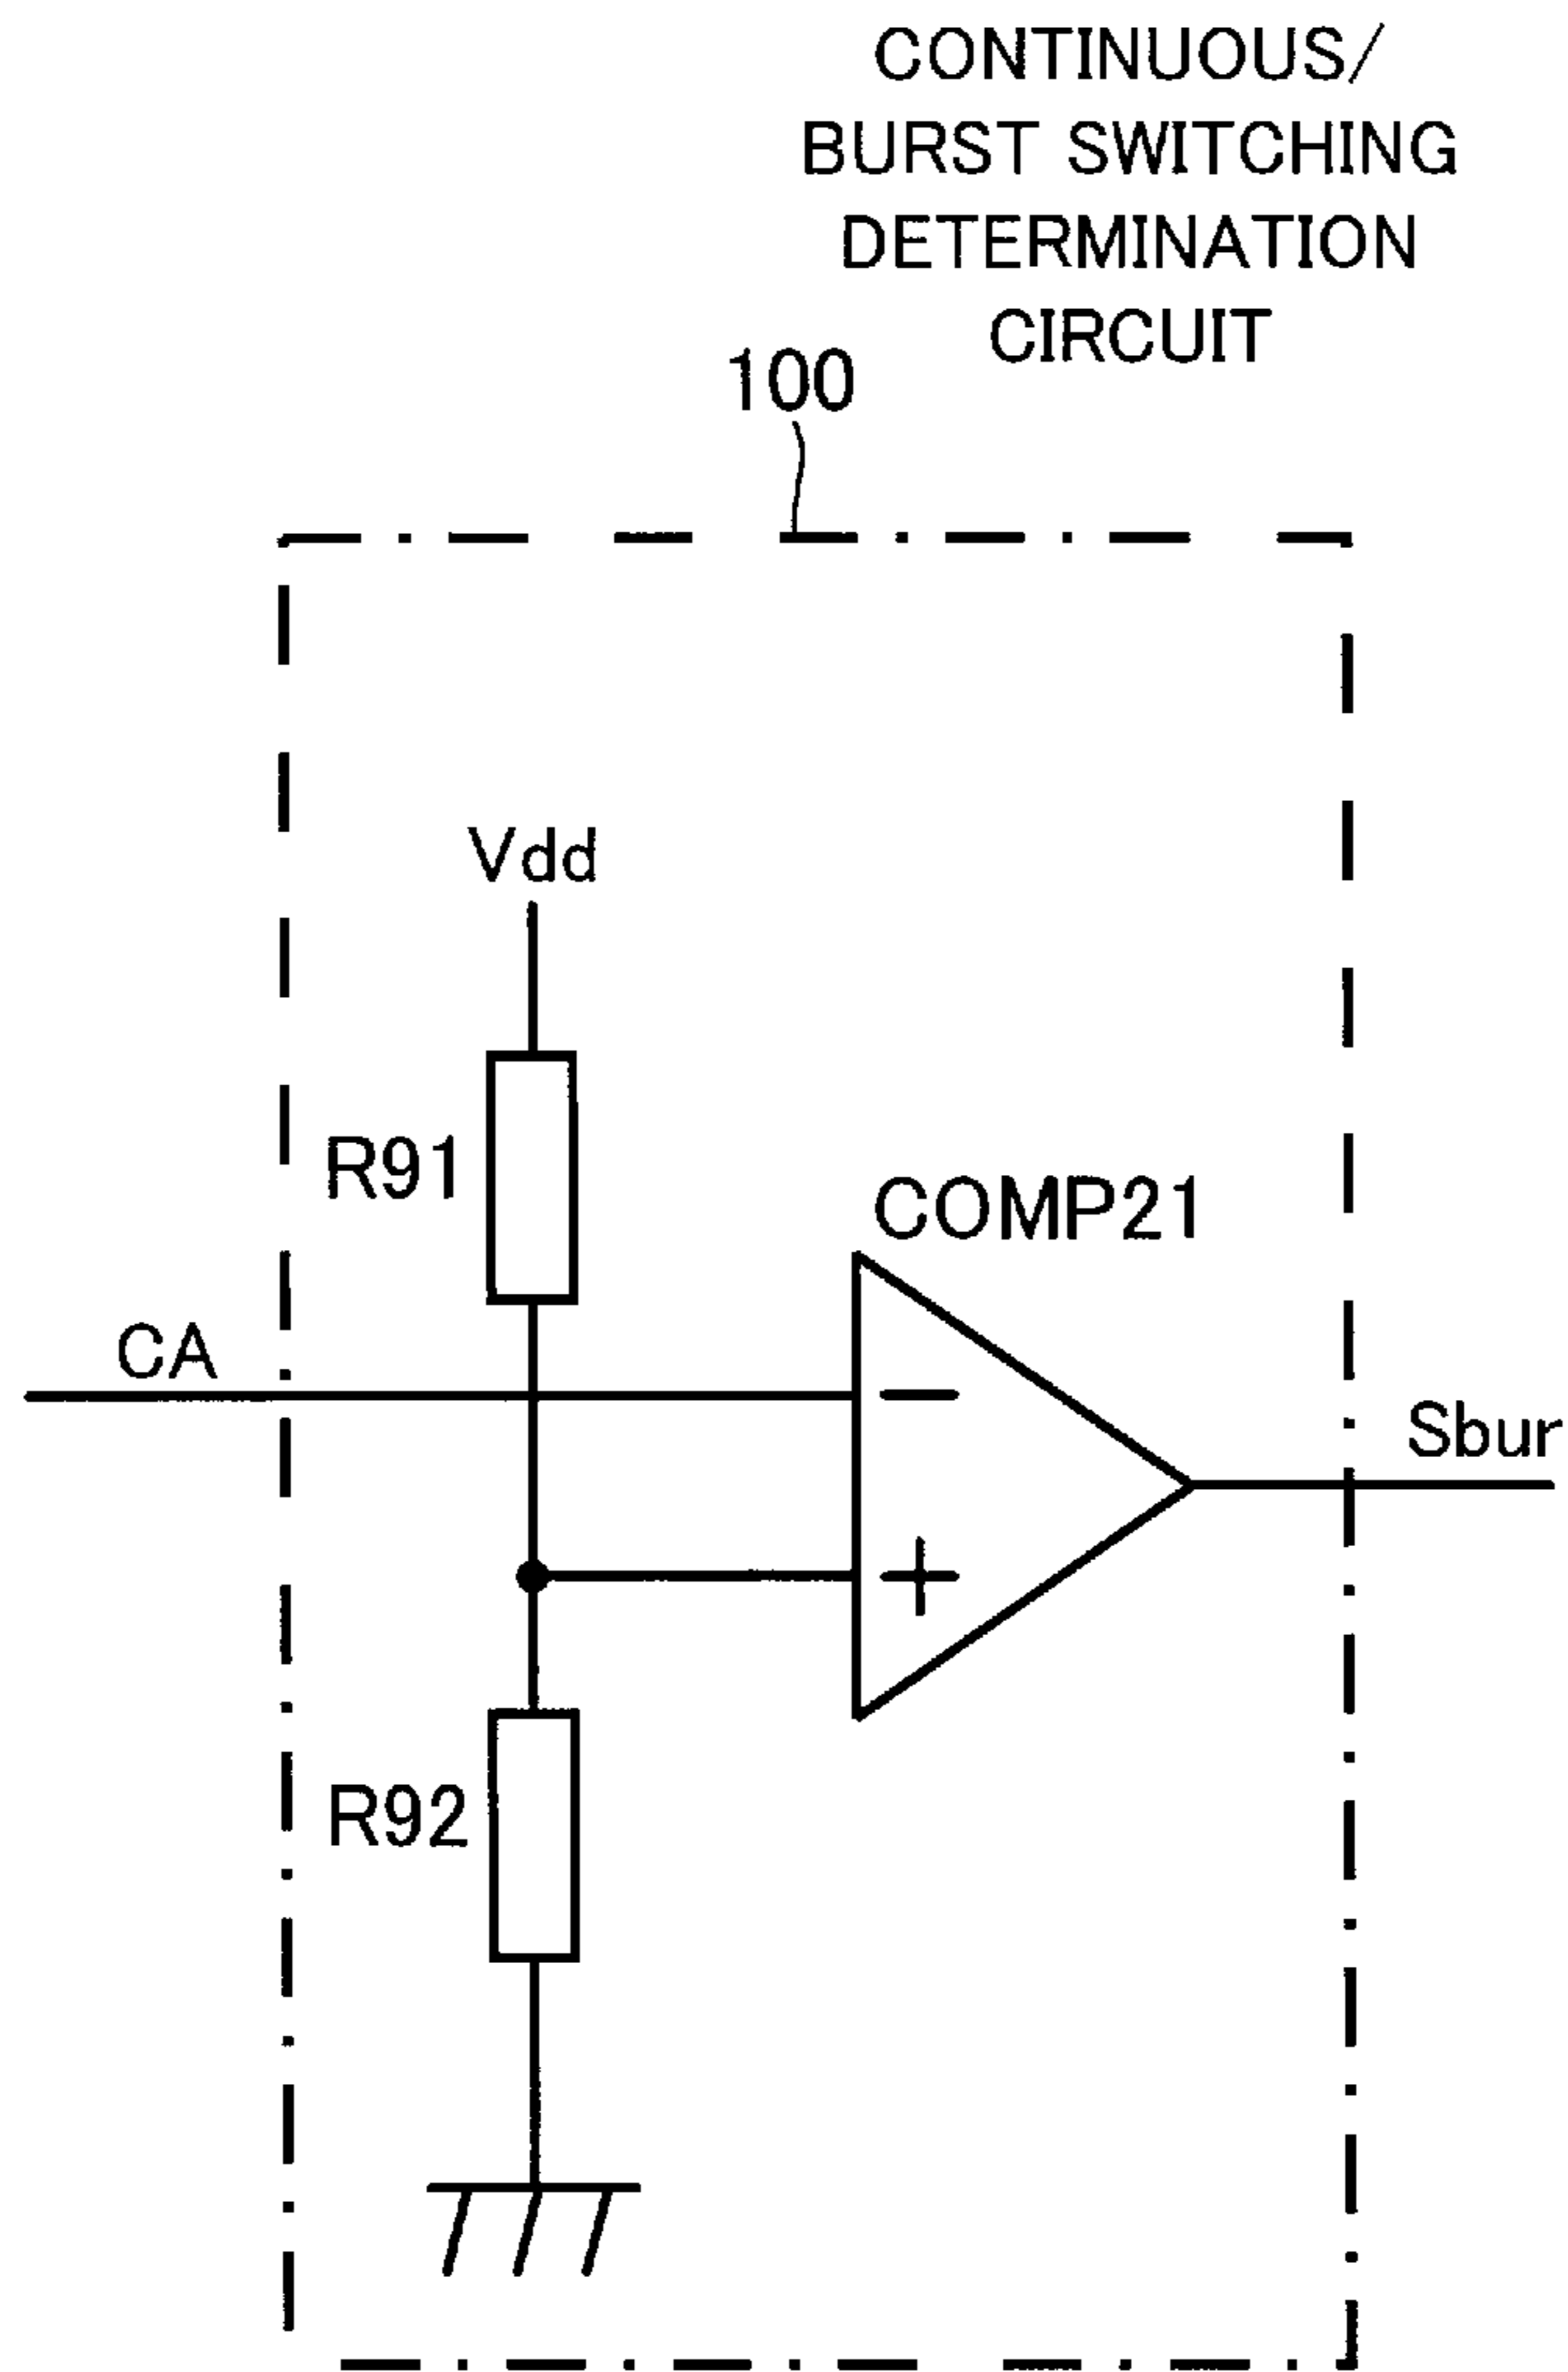 CONTINUOUS/
BURST SWITCHING
DETERMINATION
CIRCUIT
100
Vdd
R91
COMP21
CA
−
Sbur
+
R92